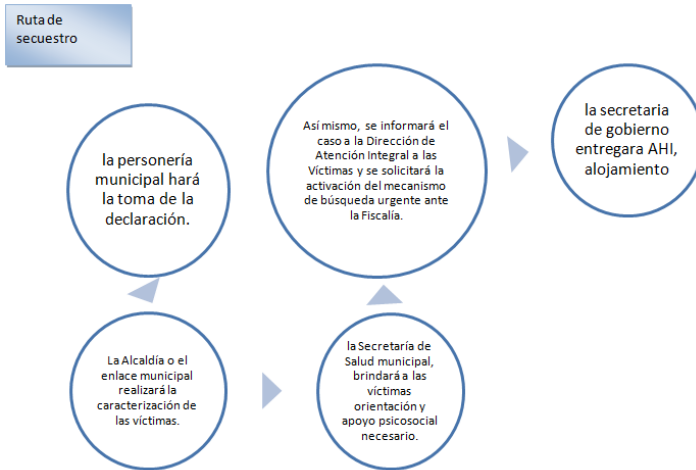 Ruta de
secuestro
la personería
municipal hará
la toma de la
declaración.
Así mismo, se informará el
caso a la Dirección de
Atención Integral a las
Víctimas y se solicitará la
activación del mecanismo
de búsqueda urgente ante
la Fiscalía.
la secretaria
de gobierno
entregara AHI,
alojamiento
La Alcaldía o el
enlace municipal
realizará la
caracterización de
las víctimas.
la Secretaría de
Salud municipal,
brindará a las
víctimas
orientación y
apoyo psicosocial
necesario.